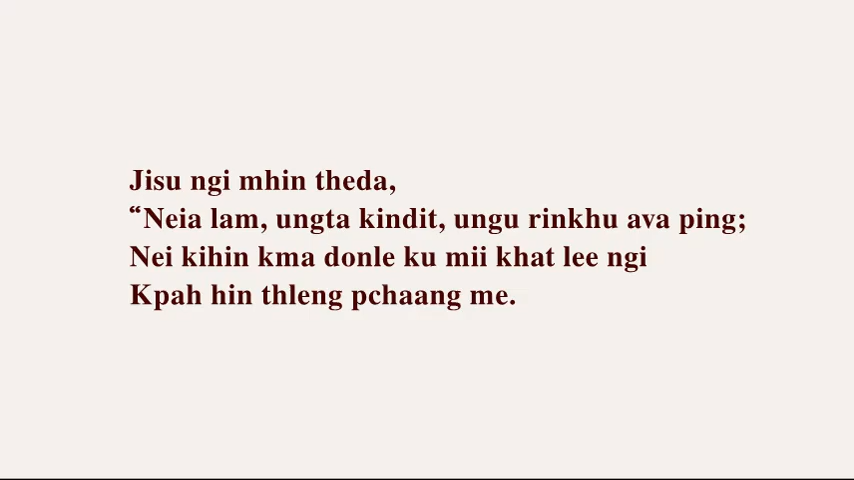 Jisu ngi mhin theda,
“Neia lam, ungta kindit, ungu rinkhu ava ping;
Nei kihin kma donle ku mii khat lee ngi
Kpah hin thleng pchaang me.